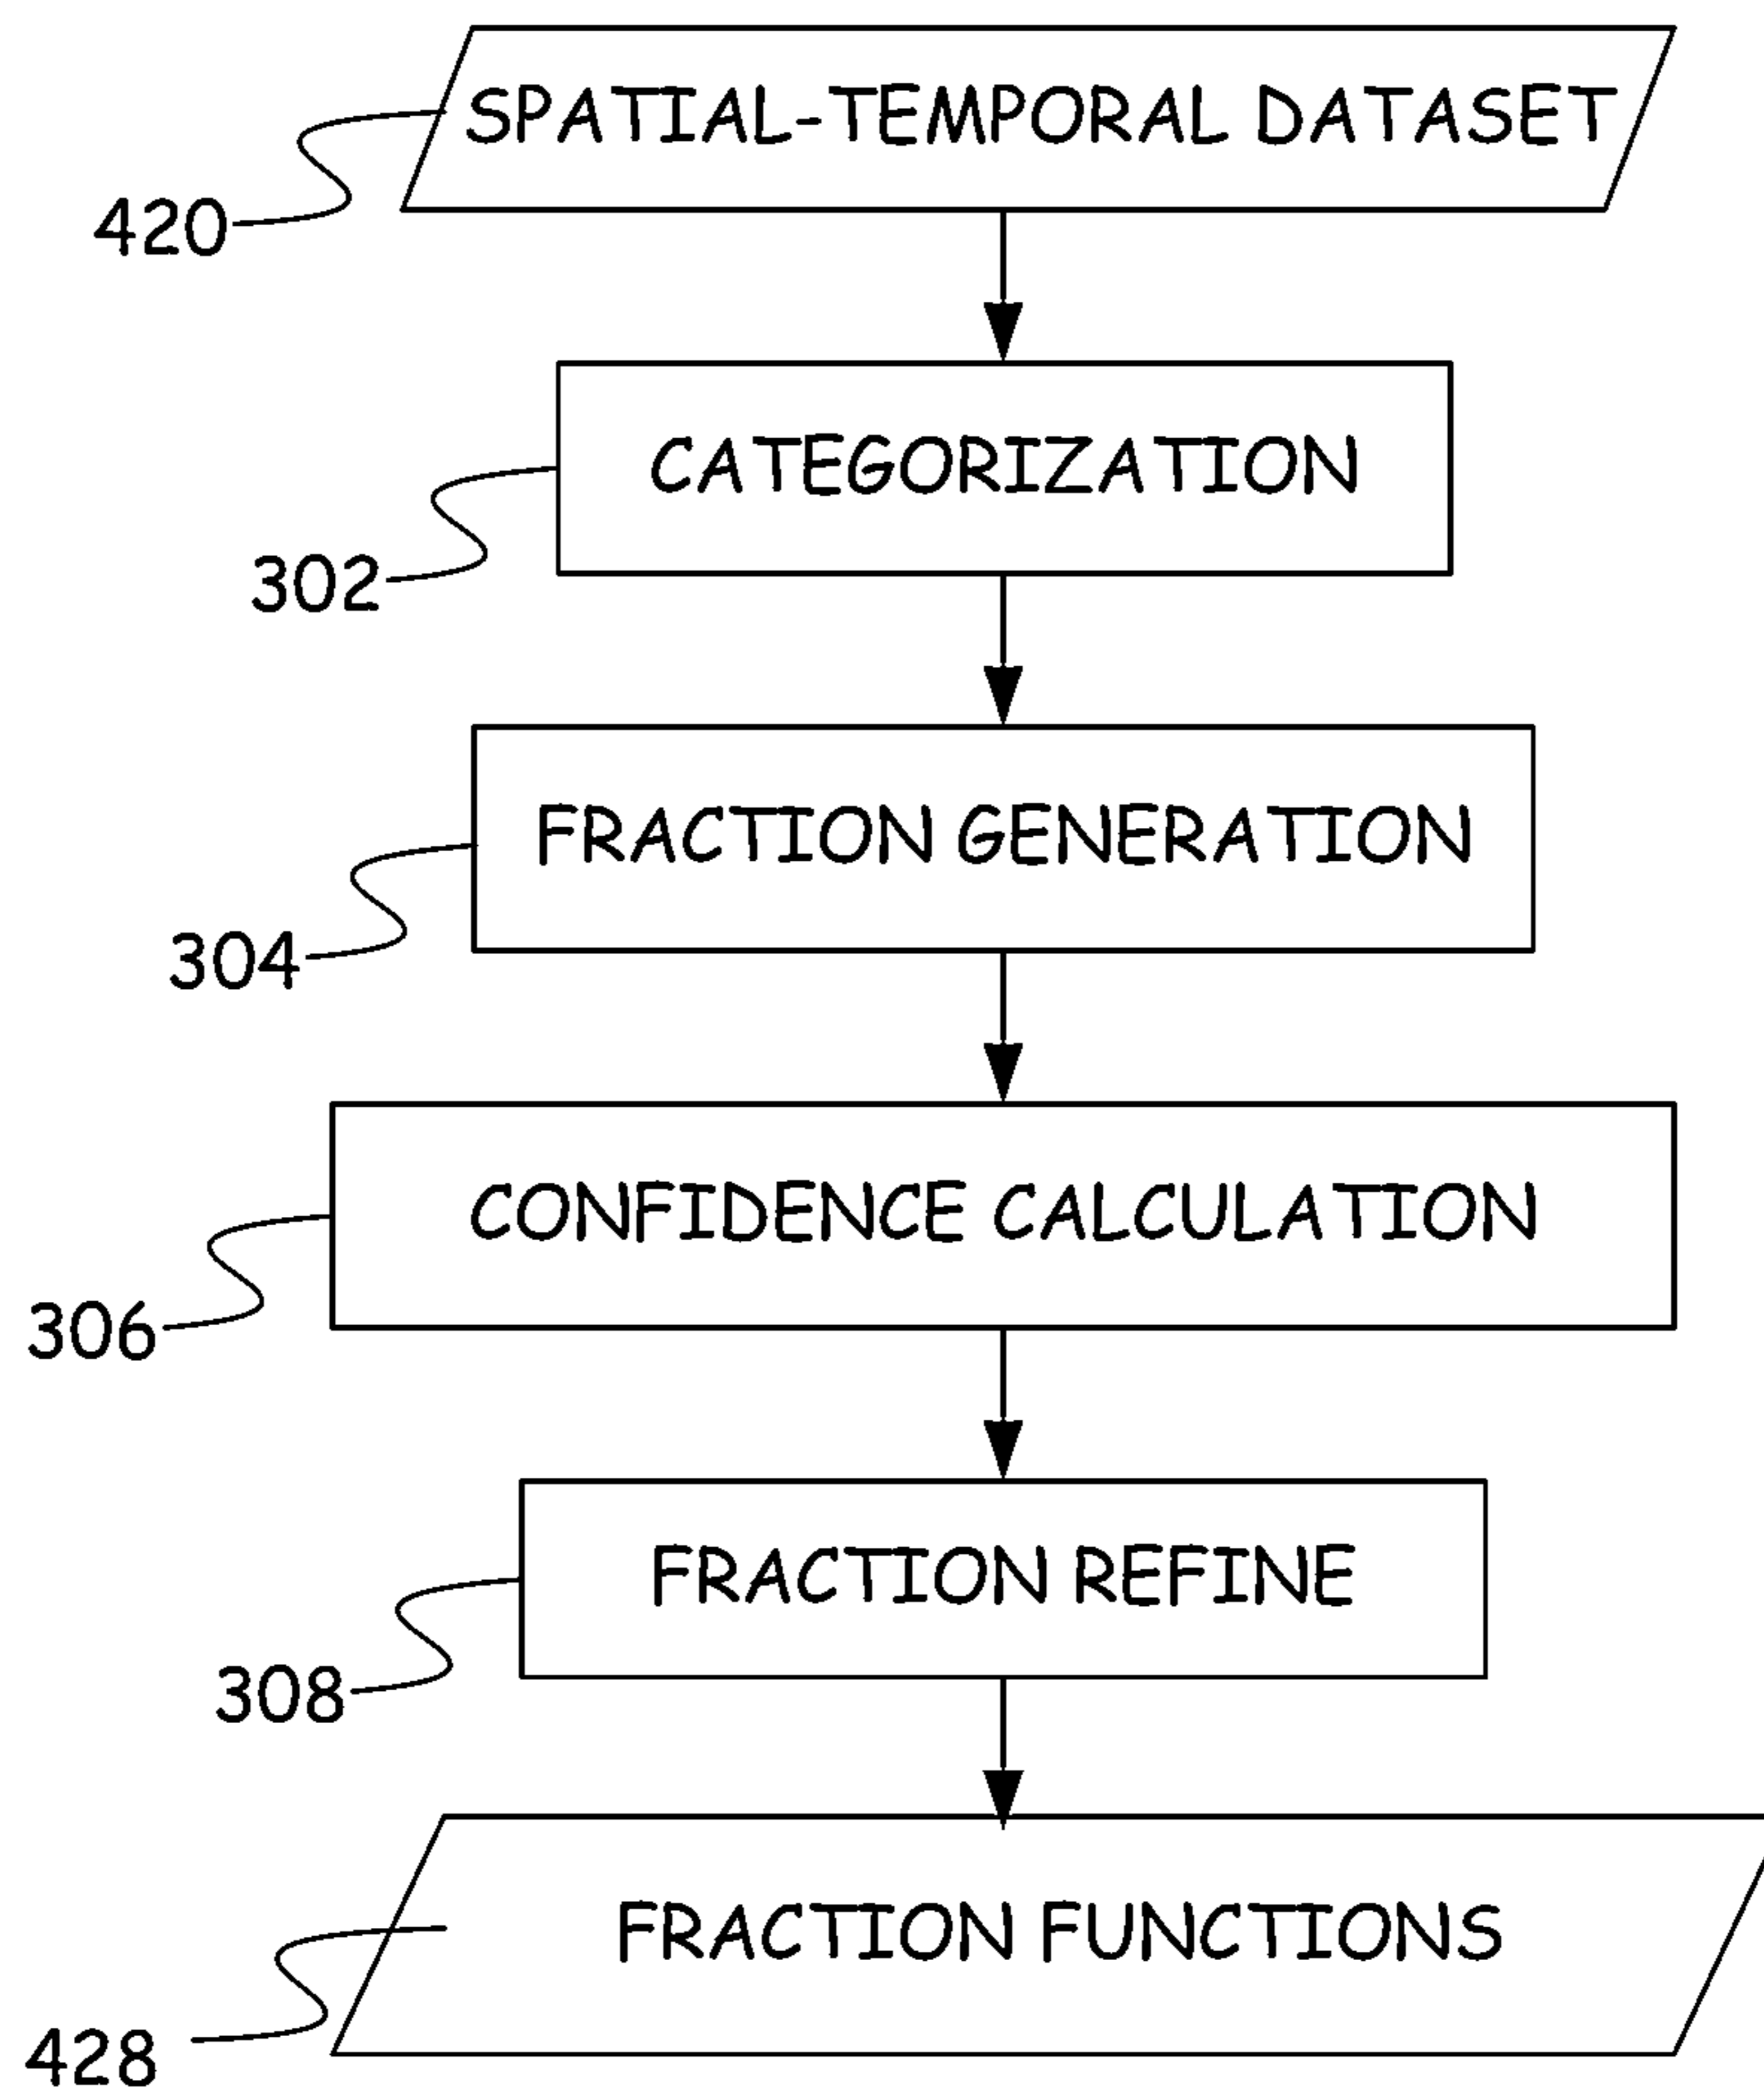 SPATIAL-TEMPORAL DATASET
420
CATEGORIZATION
302
FRACTION GENERATION
304
CONFIDENCE CALCULATION
306
FRACTION REFINE
308
FRACTION FUNCTIONS
428